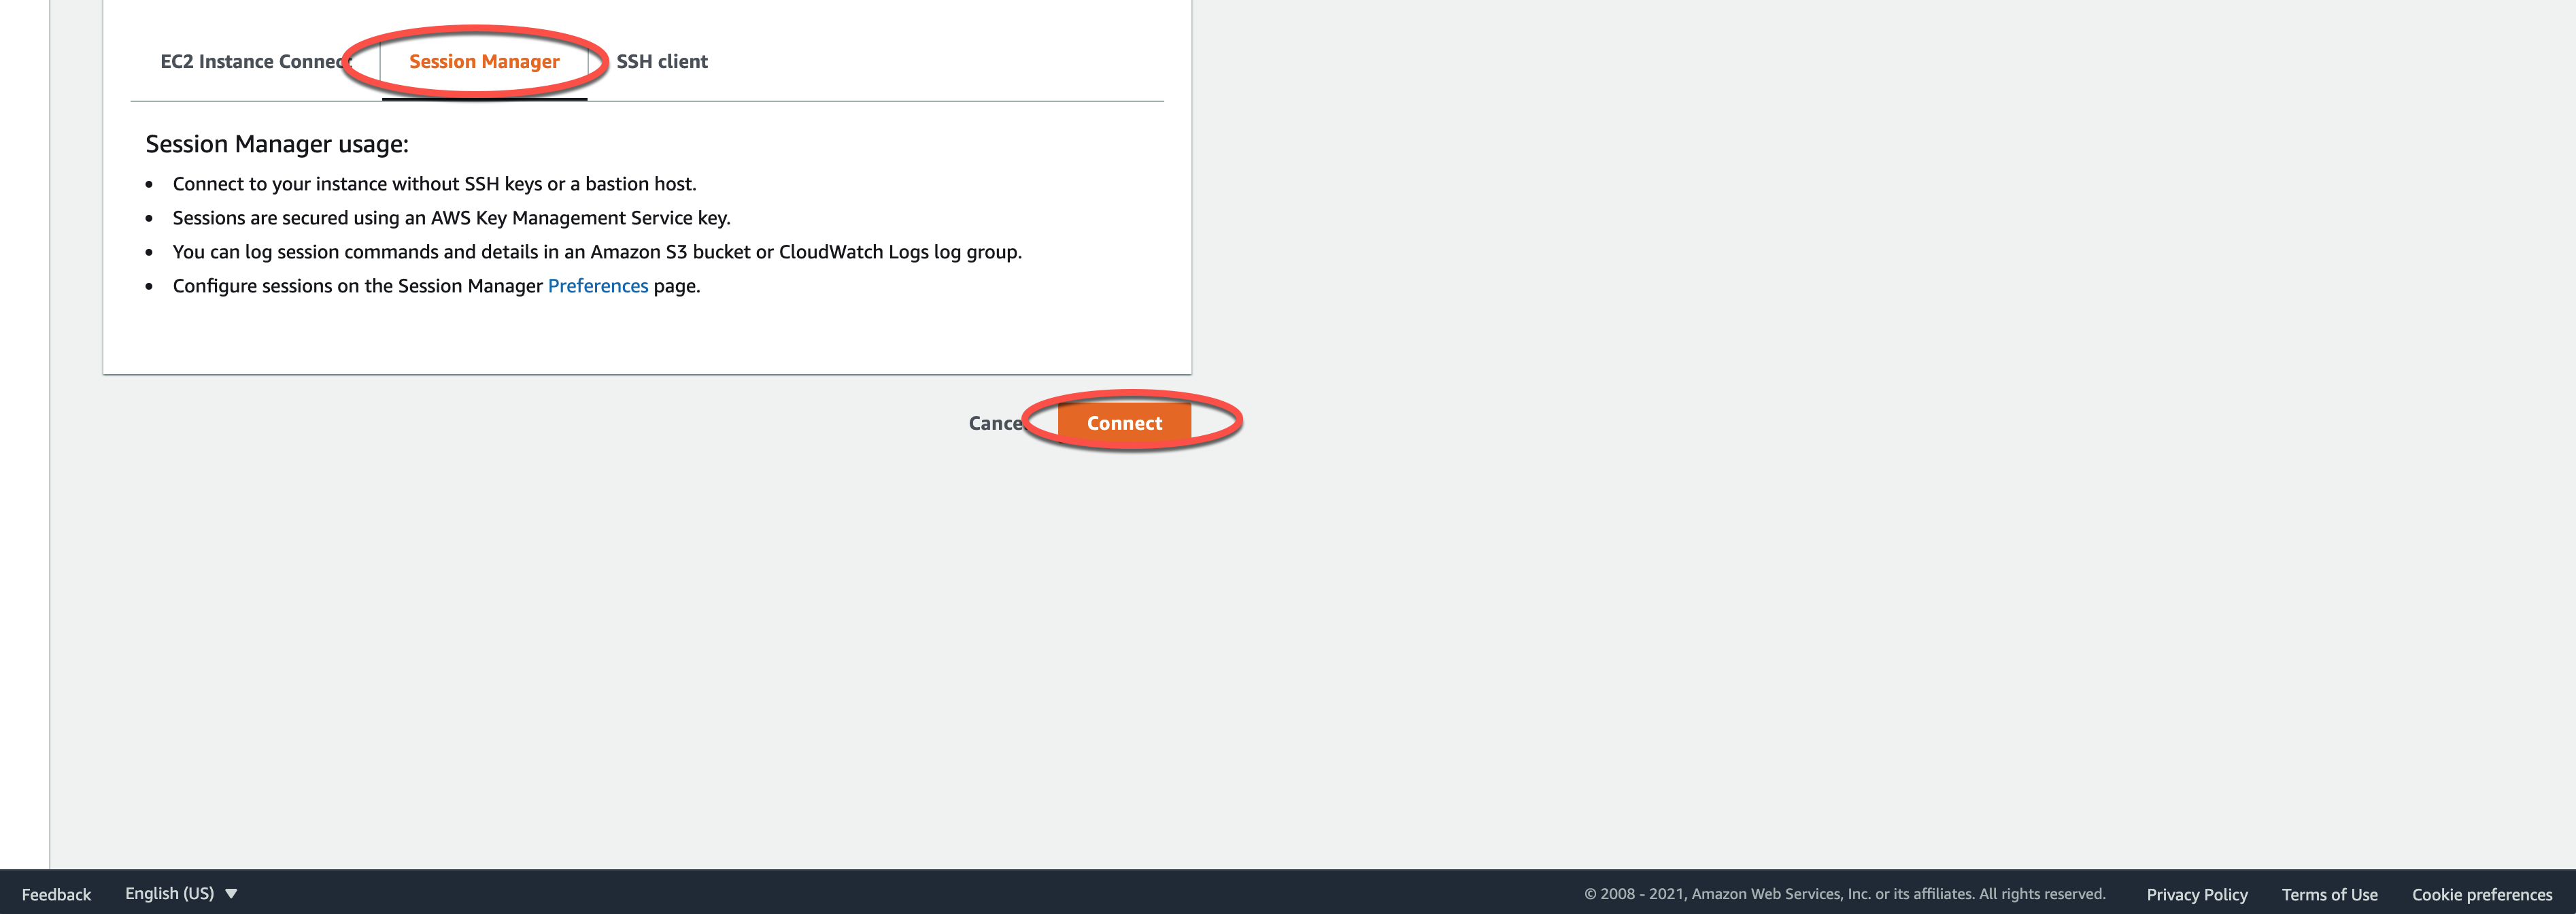 EC2 Instance Connect Session Manager SSH client
Session Manager usage:
• Connect to your instance without SSH keys or a bastion host.
• Sessions are secured using an AWS Key Management Service key.
• You can log session commands and details in an Amazon S3 bucket or CloudWatch Logs log group.
• Configure sessions on the Session Manager Preferences page.
Cancel Connect
Feedback English (US) ▼ © 2008 - 2021, Amazon Web Services, Inc. or its affiliates. All rights reserved. Privacy Policy Terms of Use Cookie preferences